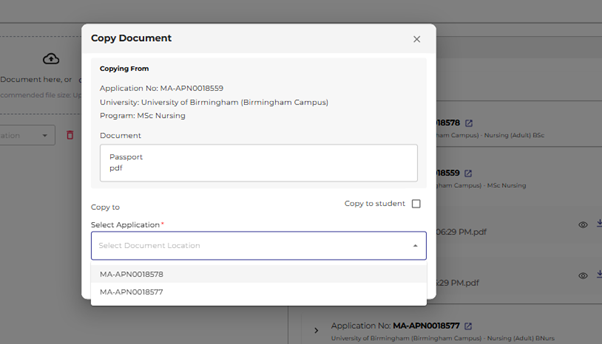 Copy Document
Copying From
Application No: MA-APN0018559
University: University of Birmingham (Birmingham Campus)
Program: MSc Nursing
Document
Passport
pdf
Copy to
Copy to student
Select Application*
Select Document Location
MA-APN0018578
MA-APN0018577
Document here, or
commended file size: Up
ation
18578
gham Campus) · Nursing (Adult) BSc
18559
gham Campus) · MSc Nursing
06:29 PM.pdf
:29 PM.pdf
Application No: MA-APN0018577
University of Birmingham (Birmingham Campus) · Nursing (Adult) BNurs